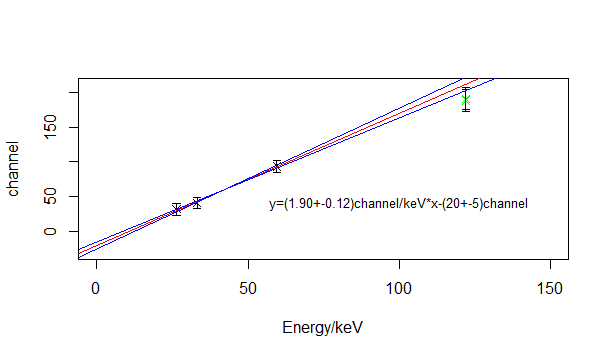 150
50
0
channel
y=(1.90+-0.12)channel/keV*x-(20+-5)channel
0 50 100 150
Energy/keV